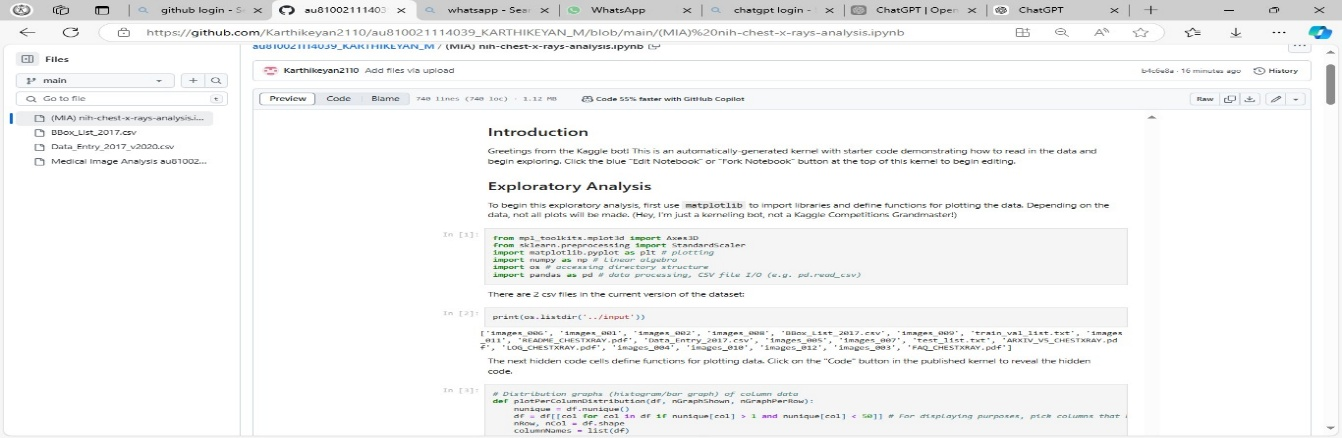 github login - S
au810021114039
whatsapp - Sear
WhatsApp
chatgpt login -
ChatGPT | Open
ChatGPT
https://github.com/Karthikeyan2110/au810021114039_KARTHIKEYAN_M/blob/main/(MIA)%20nih-chest-x-rays-analysis.ipynb
Files
main
Go to file
t
(MIA) nih-chest-x-rays-analysis.i...
BBox_List_2017.csv
Data_Entry_2017_v2020.csv
Medical Image Analysis au81002...
au810021114039_KARTHIKEYAN_M / (MIA) nih-chest-x-rays-analysis.ipynb
Karthikeyan2110 Add files via upload
b4c6e8a · 16 minutes ago
History
Preview Code Blame 740 lines (740 loc) · 1.12 MB Code 55% faster with GitHub Copilot Raw
Introduction
Greetings from the Kaggle bot! This is an automatically-generated kernel with starter code demonstrating how to read in the data and
begin exploring. Click the blue "Edit Notebook" or "Fork Notebook" button at the top of this kernel to begin editing.
Exploratory Analysis
To begin this exploratory analysis, first use matplotlib to import libraries and define functions for plotting the data. Depending on the
data, not all plots will be made. (Hey, I'm just a kerneling bot, not a Kaggle Competitions Grandmaster!)
In [1]:
from mpl_toolkits.mplot3d import Axes3D
from sklearn.preprocessing import StandardScaler
import matplotlib.pyplot as plt # plotting
import numpy as np # linear algebra
import os # accessing directory structure
import pandas as pd # data processing, CSV file I/O (e.g. pd.read_csv)
There are 2 csv files in the current version of the dataset:
In [2]:
print(os.listdir('../input'))
['images_006', 'images_001', 'images_002', 'images_008', 'BBox_List_2017.csv', 'images_009', 'train_val_list.txt', 'images
_011', 'README_CHESTXRAY.pdf', 'Data_Entry_2017.csv', 'images_005', 'images_007', 'test_list.txt', 'ARXIV_V5_CHESTXRAY.pd
f', 'LOG_CHESTXRAY.pdf', 'images_004', 'images_010', 'images_012', 'images_003', 'FAQ_CHESTXRAY.pdf']
The next hidden code cells define functions for plotting data. Click on the "Code" button in the published kernel to reveal the hidden
code.
In [3]:
# Distribution graphs (histogram/bar graph) of column data
def plotPerColumnDistribution(df, nGraphShown, nGraphPerRow):
nunique = df.nunique()
df = df[[col for col in df if nunique[col] > 1 and nunique[col] < 50]] # For displaying purposes, pick columns that
nRow, nCol = df.shape
columnNames = list(df)